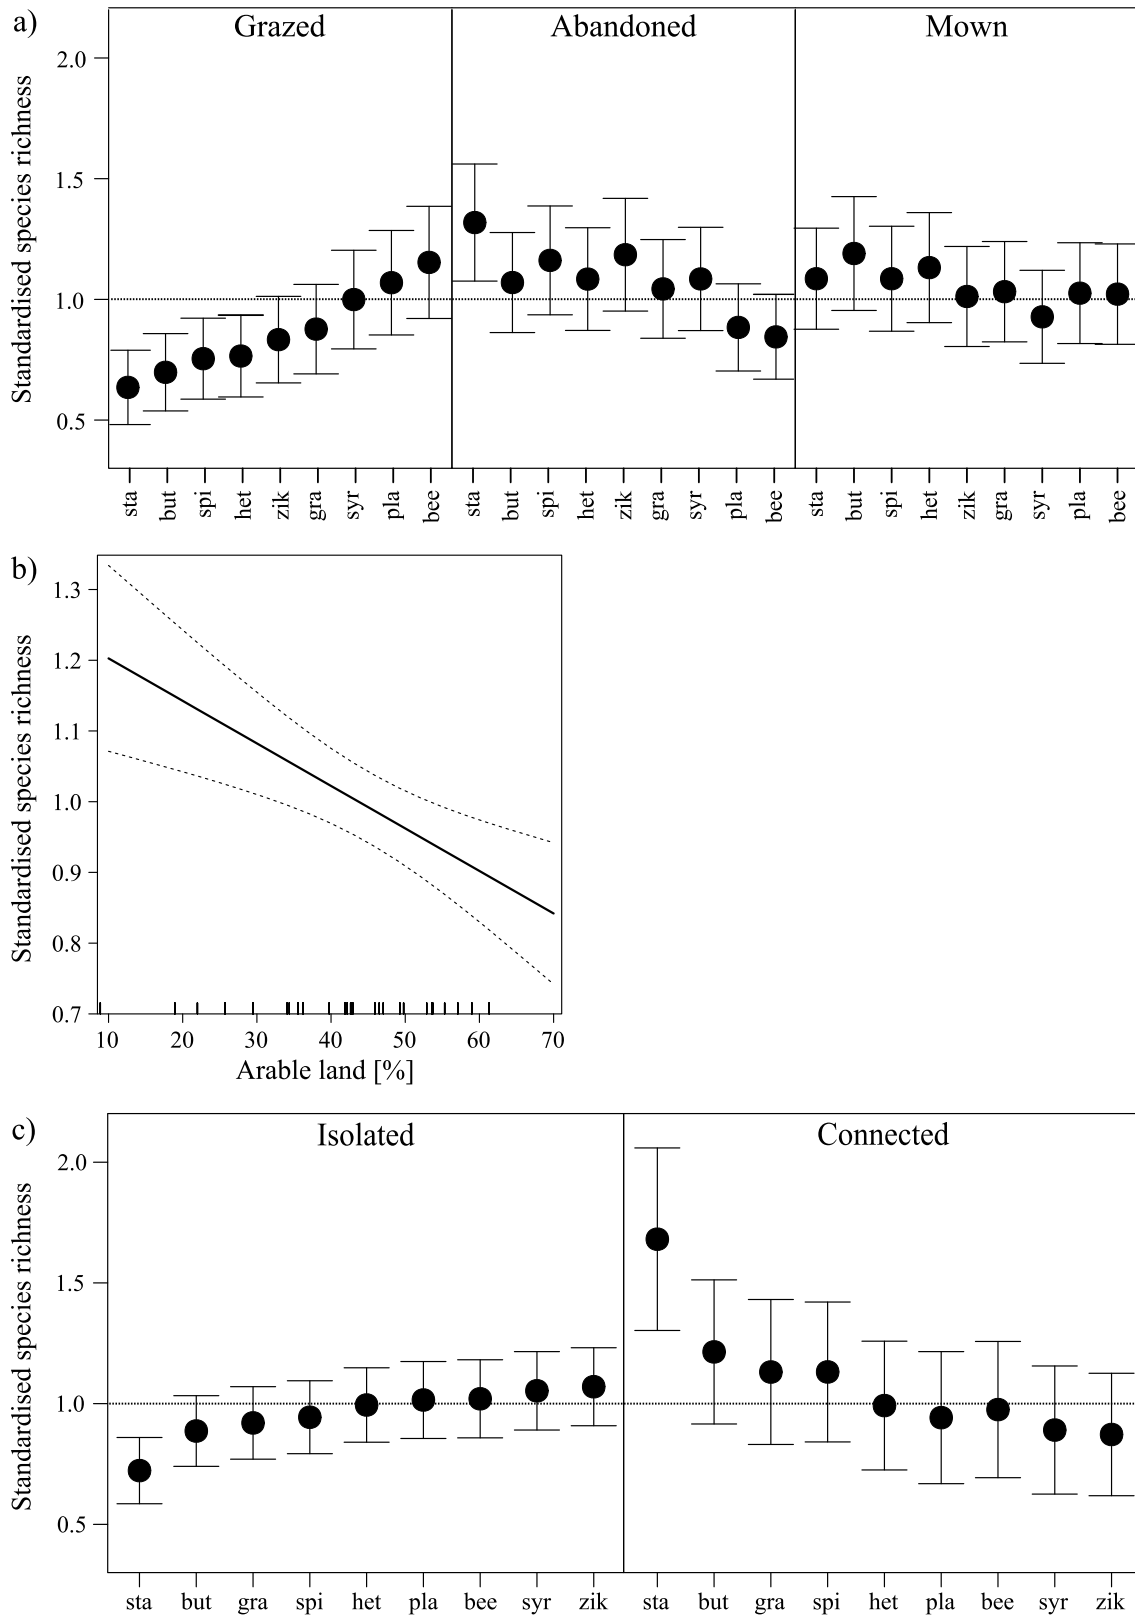 a)
Grazed Abandoned Mown
Standardised species richness
2.0
1.5
1.0
0.5
sta but spi het zik gra syr pla bee sta but spi het zik gra syr pla bee sta but spi het zik gra syr pla bee
b)
Standardised species richness
1.3
1.2
1.1
1.0
0.9
0.8
0.7
10 20 30 40 50 60 70
Arable land [%]
c)
Isolated Connected
Standardised species richness
2.0
1.5
1.0
0.5
sta but gra spi het pla bee syr zik sta but gra spi het pla bee syr zik